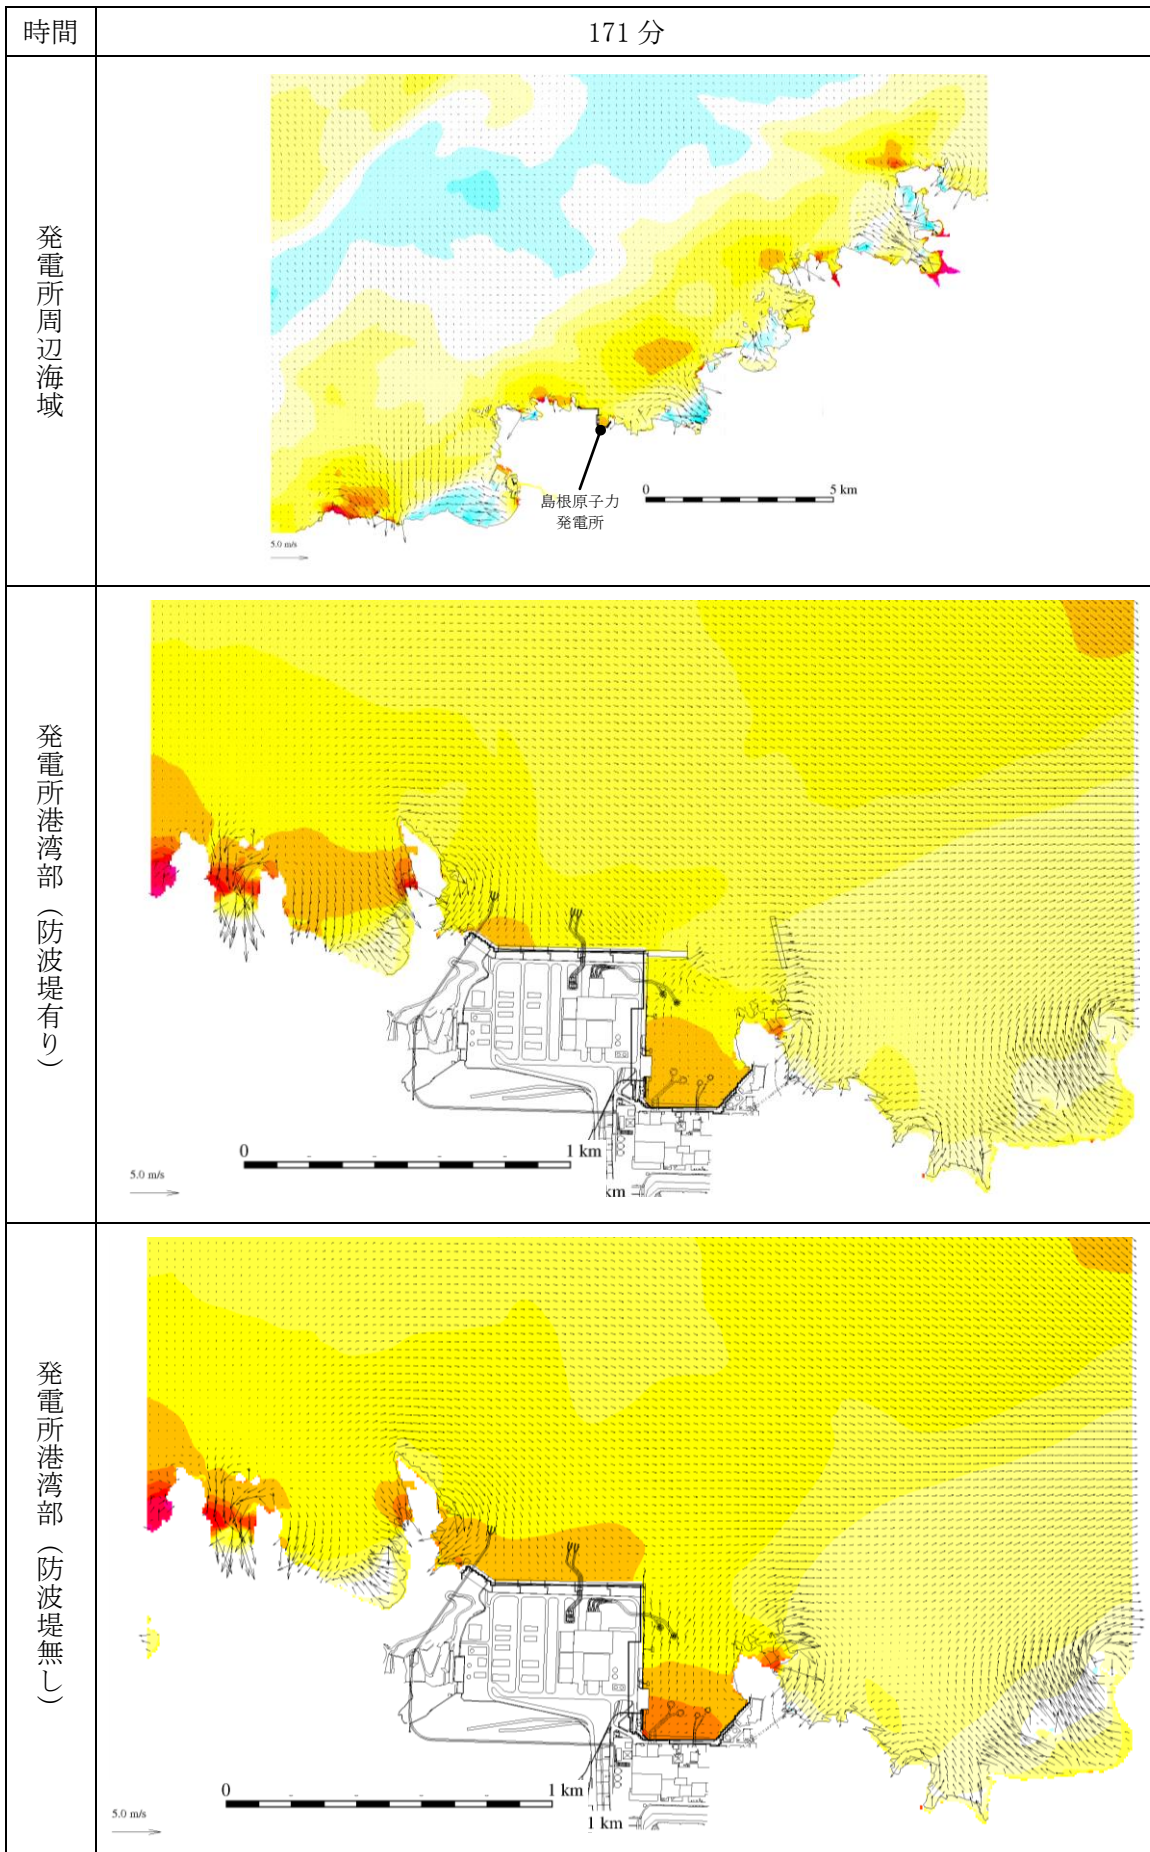 時間
171 分
発電所周辺海域
島根原子力
発電所
0
5 km
5.0 m/s
発電所港湾部（防波堤有り）
0
1 km
5.0 m/s
km
発電所港湾部（防波堤無し）
0
1 km
5.0 m/s
1 km